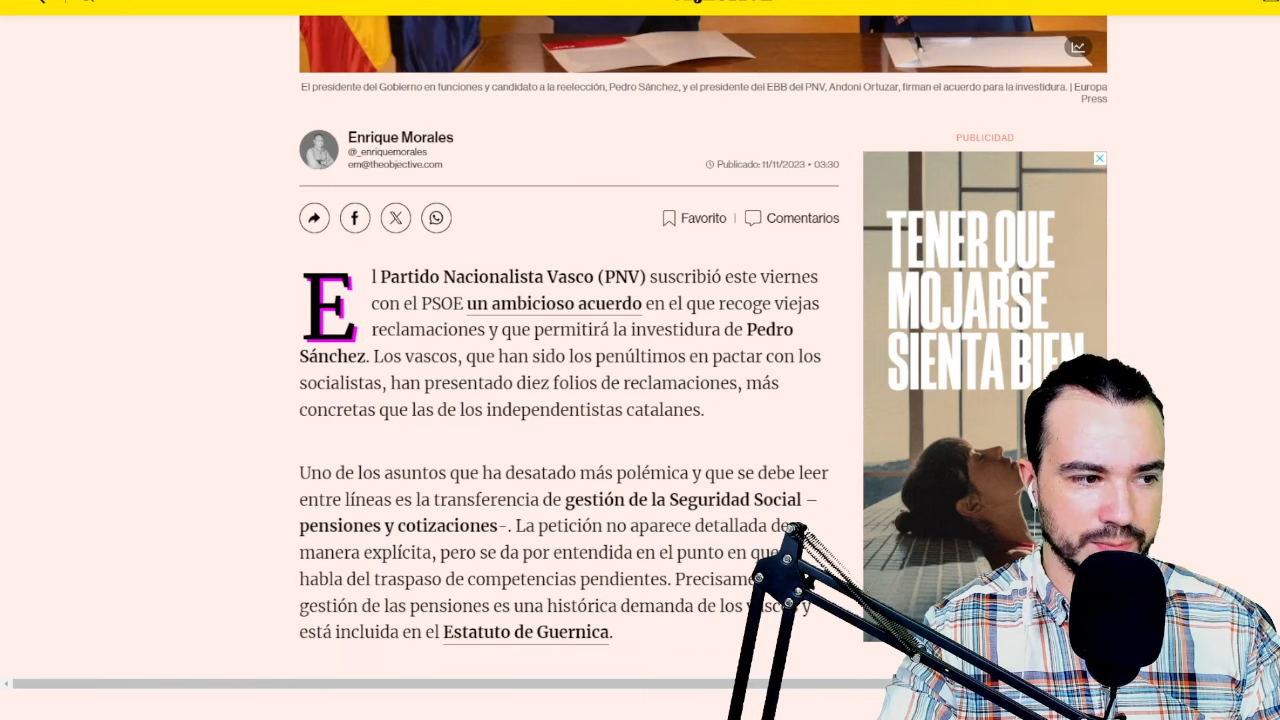 El presidente del Gobierno en funciones y candidato a la reelección, Pedro Sánchez, y el presidente del EBB del PNV, Andoni Ortuzar, firman el acuerdo para la investidura. | Europa
Press
Enrique Morales
@_enriquemorales
em@theobjective.com
Publicado: 11/11/2023 • 03:30
Favorito | Comentarios
El Partido Nacionalista Vasco (PNV) suscribió este viernes
con el PSOE un ambicioso acuerdo en el que recoge viejas
reclamaciones y que permitirá la investidura de Pedro
Sánchez. Los vascos, que han sido los penúltimos en pactar con los
socialistas, han presentado diez folios de reclamaciones, más
concretas que las de los independentistas catalanes.
Uno de los asuntos que ha desatado más polémica y que se debe leer
entre líneas es la transferencia de gestión de la Seguridad Social –
pensiones y cotizaciones–. La petición no aparece detallada de
manera explícita, pero se da por entendida en el punto en que
habla del traspaso de competencias pendientes.
gestión de las pensiones es una histórica demanda de los vascos y
está incluida en el Estatuto de Guernica.
PUBLICIDAD
TENER QUE
MOJARSE
SIENTA BIEN